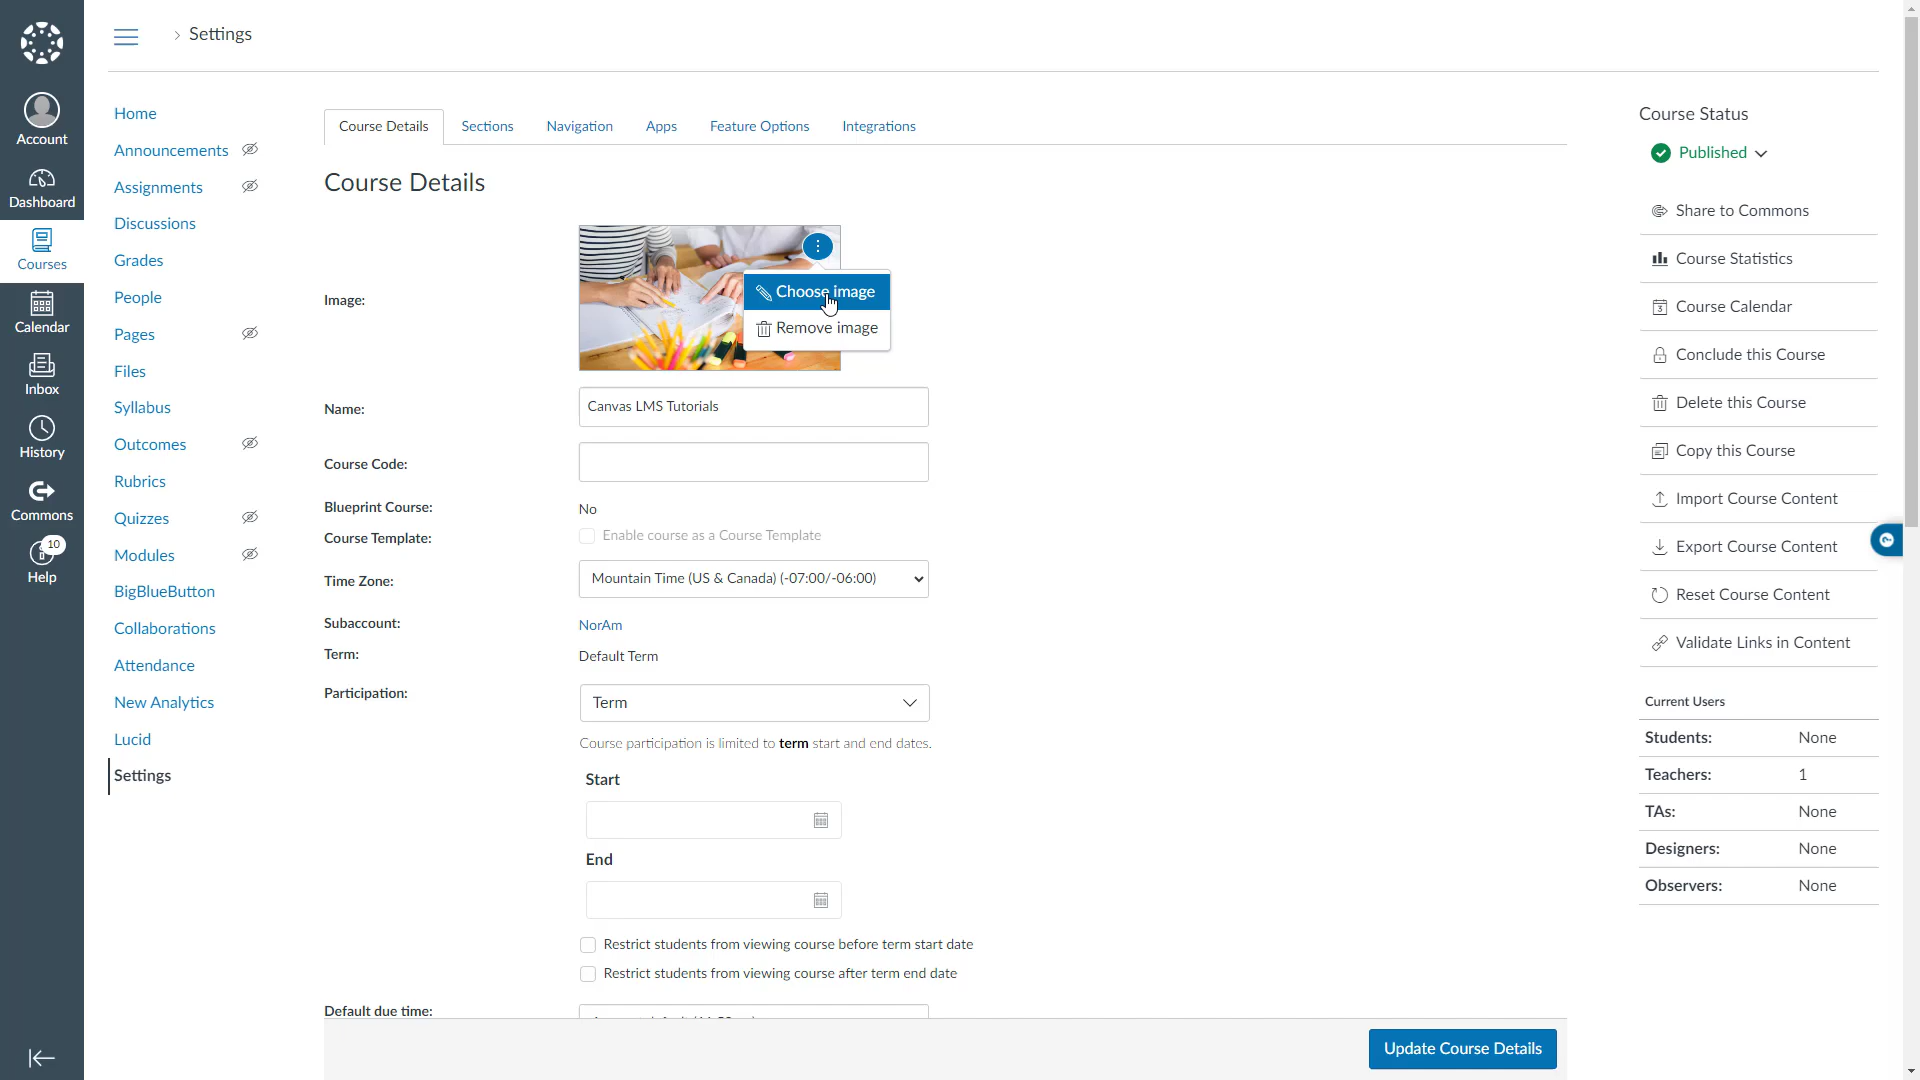 Settings
Account
Dashboard
Courses
Calendar
Inbox
History
Commons
10
Help
Home
Announcements
Assignments
Discussions
Grades
People
Pages
Files
Syllabus
Outcomes
Rubrics
Quizzes
Modules
BigBlueButton
Collaborations
Attendance
New Analytics
Lucid
Settings
Course Details
Sections
Navigation
Apps
Feature Options
Integrations
Course Details
Image:
Choose image
Remove image
Name:
Canvas LMS Tutorials
Course Code:
Blueprint Course:
No
Course Template:
Enable course as a Course Template
Time Zone:
Mountain Time (US & Canada) (-07:00/-06:00)
Subaccount:
NorAm
Term:
Default Term
Participation:
Term
Course participation is limited to term start and end dates.
Start
End
Restrict students from viewing course before term start date
Restrict students from viewing course after term end date
Default due time:
Update Course Details
Course Status
Published
Share to Commons
Course Statistics
3
Course Calendar
Conclude this Course
Delete this Course
Copy this Course
Import Course Content
Export Course Content
Reset Course Content
Validate Links in Content
Current Users
Students: None
Teachers: 1
TAs: None
Designers: None
Observers: None